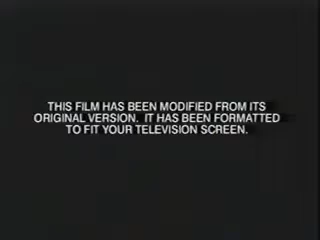 THIS FILM HAS BEEN MODIFIED FROM ITS
ORIGINAL VERSION. IT HAS BEEN FORMATTED
TO FIT YOUR TELEVISION SCREEN.